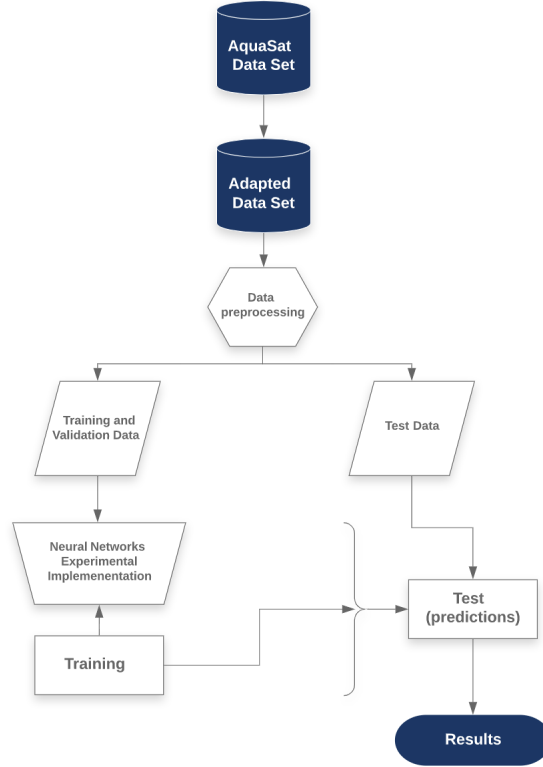 AquaSat
Data Set
Adapted
Data Set
Data
preprocessing
Training and
Validation Data
Test Data
Neural Networks
Experimental
Implemenentation
Test
(predictions)
Training
Results